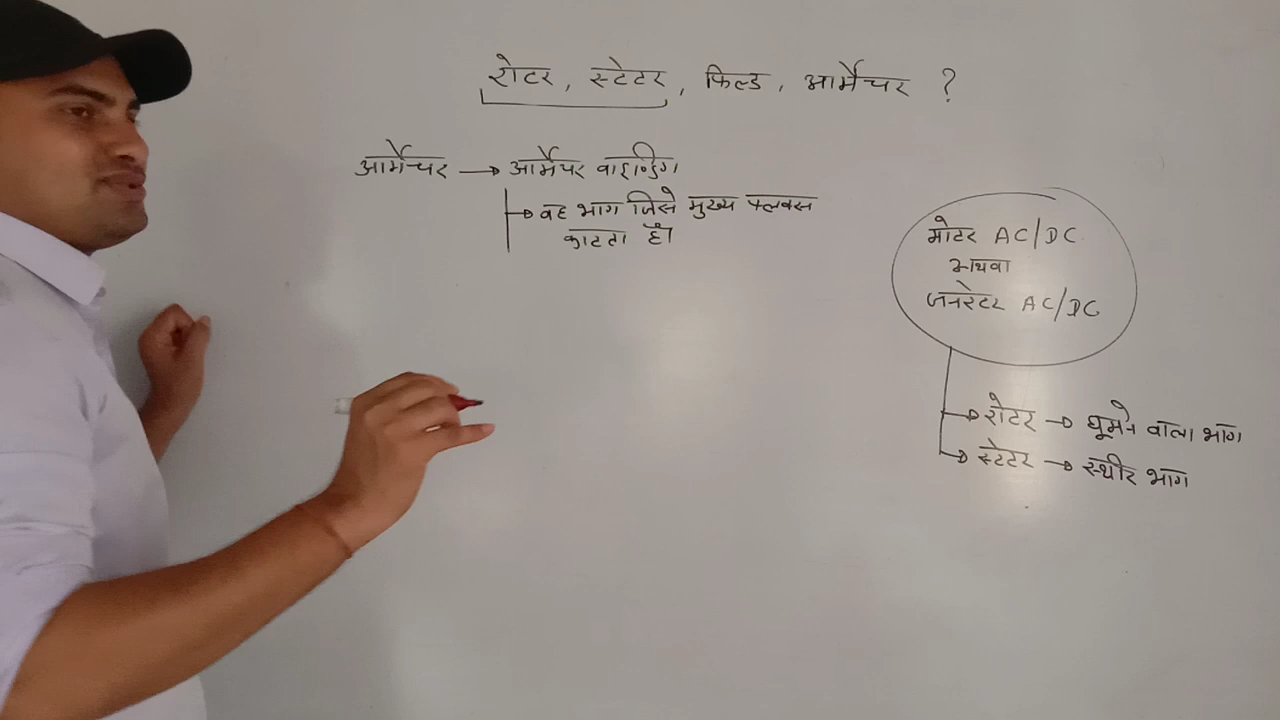 रोटर, स्टेटर, फिल्ड, आर्मेचर ?
आर्मेचर → आर्मेचर वाइण्डिंग
→ वह भाग जिसे मुख्य फ्लक्स
काटता है।
मोटर AC/DC
अथवा
जनरेटर AC/DC
→ रोटर → घूमने वाला भाग
→ स्टेटर → स्थीर भाग